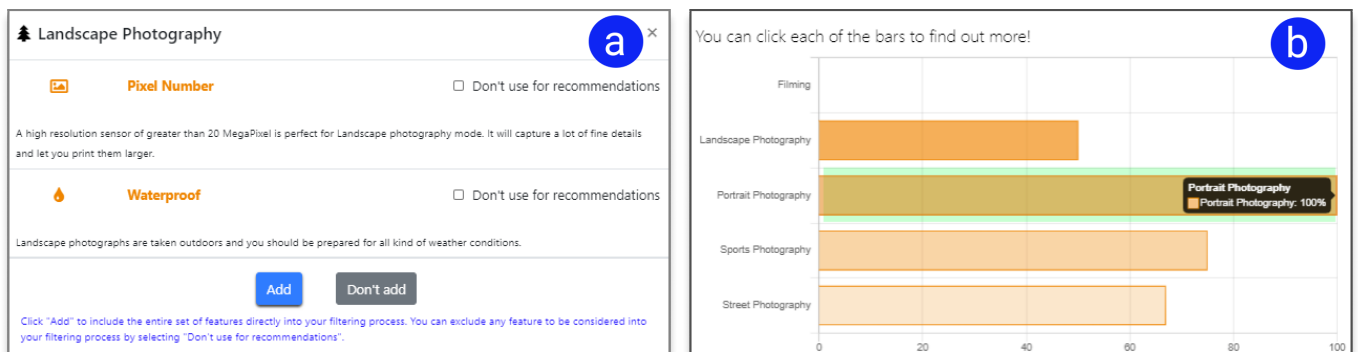 Landscape Photography
a
×
Pixel Number
Don't use for recommendations
A high resolution sensor of greater than 20 MegaPixel is perfect for Landscape photography mode. It will capture a lot of fine details
and let you print them larger.
Waterproof
Don't use for recommendations
Landscape photographs are taken outdoors and you should be prepared for all kind of weather conditions.
Add
Don't add
Click "Add" to include the entire set of features directly into your filtering process. You can exclude any feature to be considered into
your filtering process by selecting "Don't use for recommendations".
You can click each of the bars to find out more!
b
Filming
Landscape Photography
Portrait Photography
Portrait Photography
Portrait Photography: 100%
Sports Photography
Street Photography
0 20 40 60 80 100